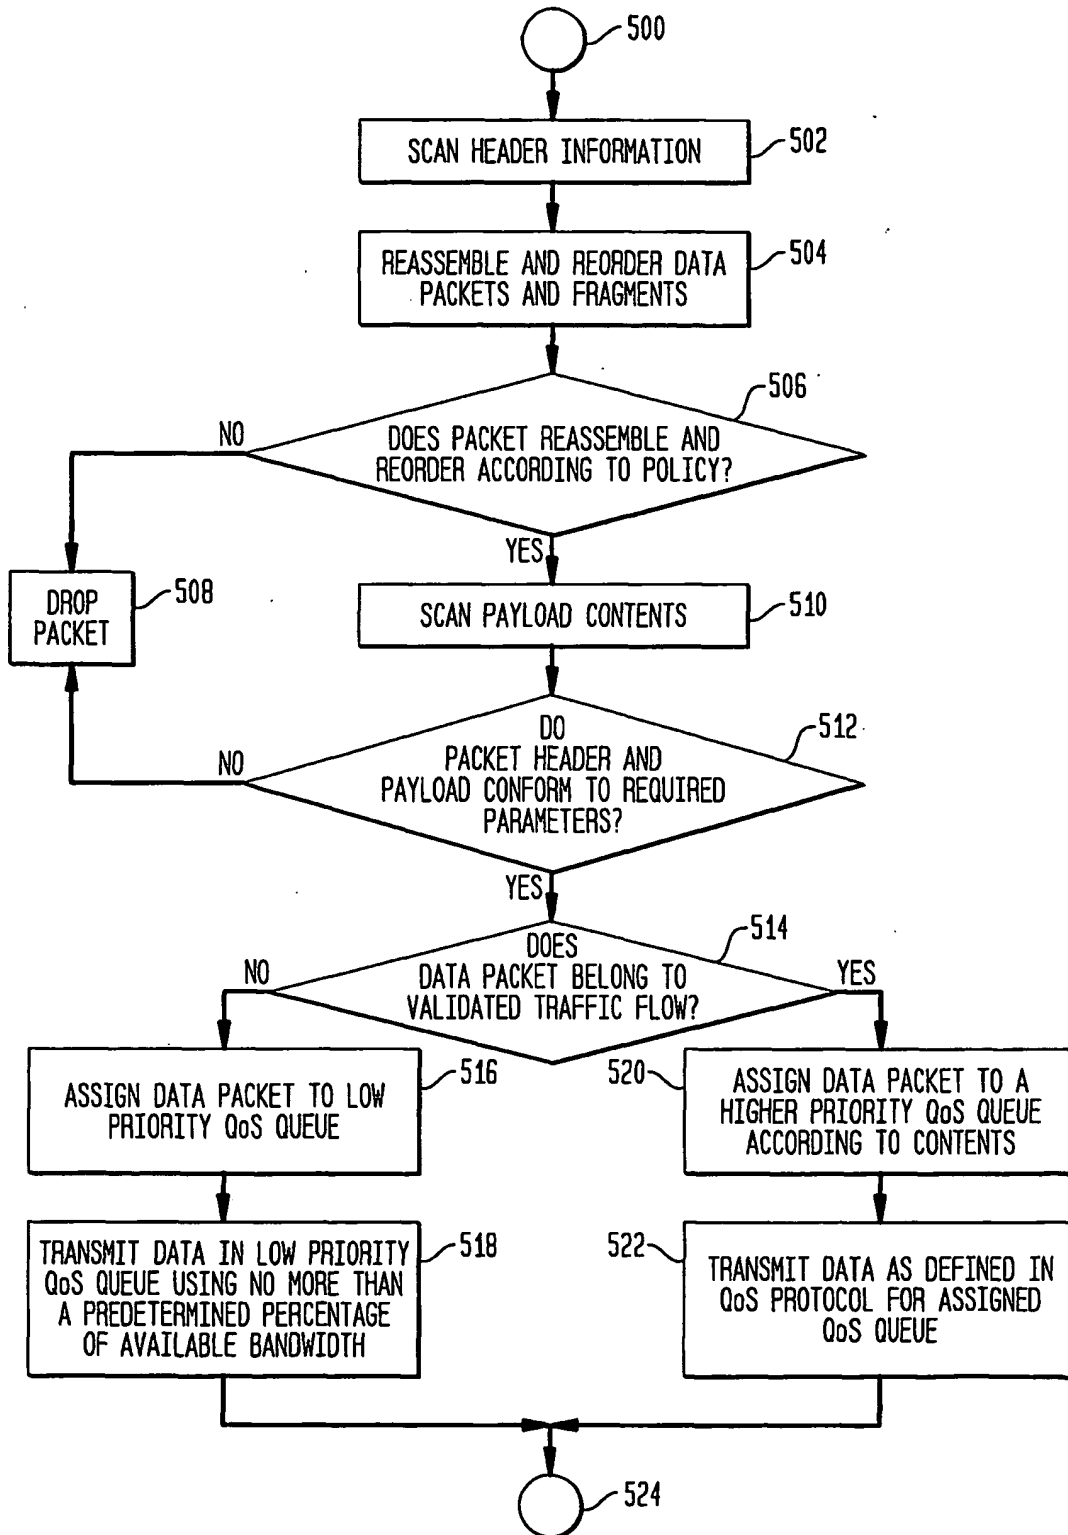 500
SCAN HEADER INFORMATION
502
REASSEMBLE AND REORDER DATA
PACKETS AND FRAGMENTS
504
506
DOES PACKET REASSEMBLE AND
REORDER ACCORDING TO POLICY?
NO
YES
DROP
PACKET
508
SCAN PAYLOAD CONTENTS
510
DO
PACKET HEADER AND
PAYLOAD CONFORM TO REQUIRED
PARAMETERS?
512
NO
YES
DOES
DATA PACKET BELONG TO
VALIDATED TRAFFIC FLOW?
514
NO
YES
ASSIGN DATA PACKET TO LOW
PRIORITY QoS QUEUE
516
520
ASSIGN DATA PACKET TO A
HIGHER PRIORITY QoS QUEUE
ACCORDING TO CONTENTS
TRANSMIT DATA IN LOW PRIORITY
QoS QUEUE USING NO MORE THAN
A PREDETERMINED PERCENTAGE
OF AVAILABLE BANDWIDTH
518
522
TRANSMIT DATA AS DEFINED IN
QoS PROTOCOL FOR ASSIGNED
QoS QUEUE
524